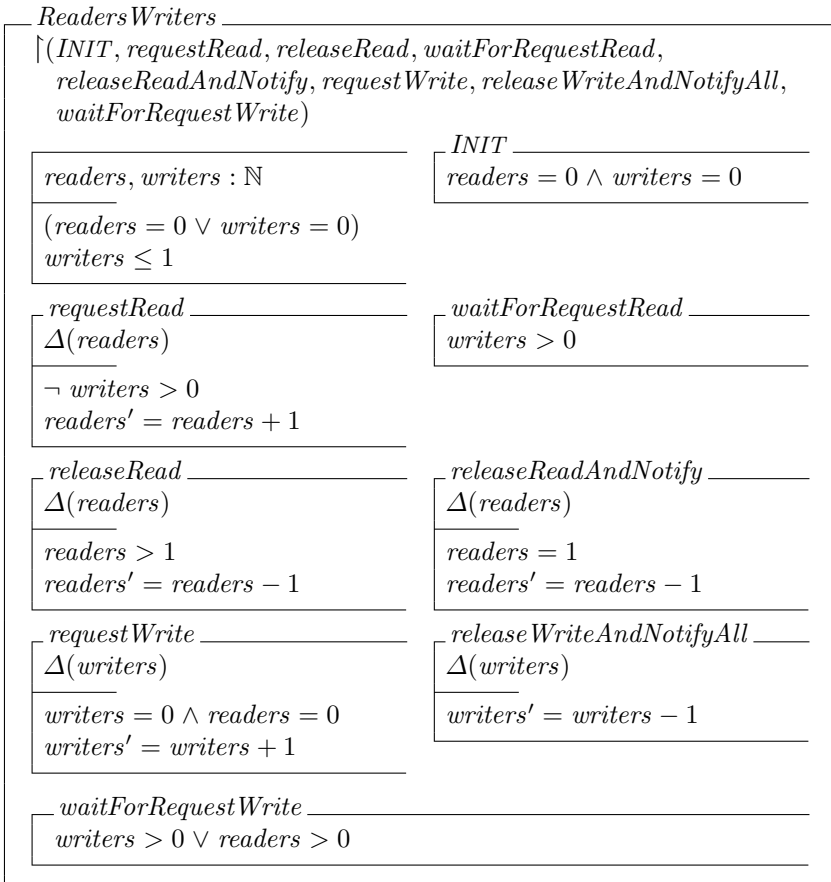 ReadersWriters
↾(INIT, requestRead, releaseRead, waitForRequestRead,
releaseReadAndNotify, requestWrite, releaseWriteAndNotifyAll,
waitForRequestWrite)
readers, writers : ℕ
(readers = 0 ∨ writers = 0)
writers ≤ 1
INIT
readers = 0 ∧ writers = 0
requestRead
Δ(readers)
¬ writers > 0
readers′ = readers + 1
waitForRequestRead
writers > 0
releaseRead
Δ(readers)
readers > 1
readers′ = readers − 1
releaseReadAndNotify
Δ(readers)
readers = 1
readers′ = readers − 1
requestWrite
Δ(writers)
writers = 0 ∧ readers = 0
writers′ = writers + 1
releaseWriteAndNotifyAll
Δ(writers)
writers′ = writers − 1
waitForRequestWrite
writers > 0 ∨ readers > 0